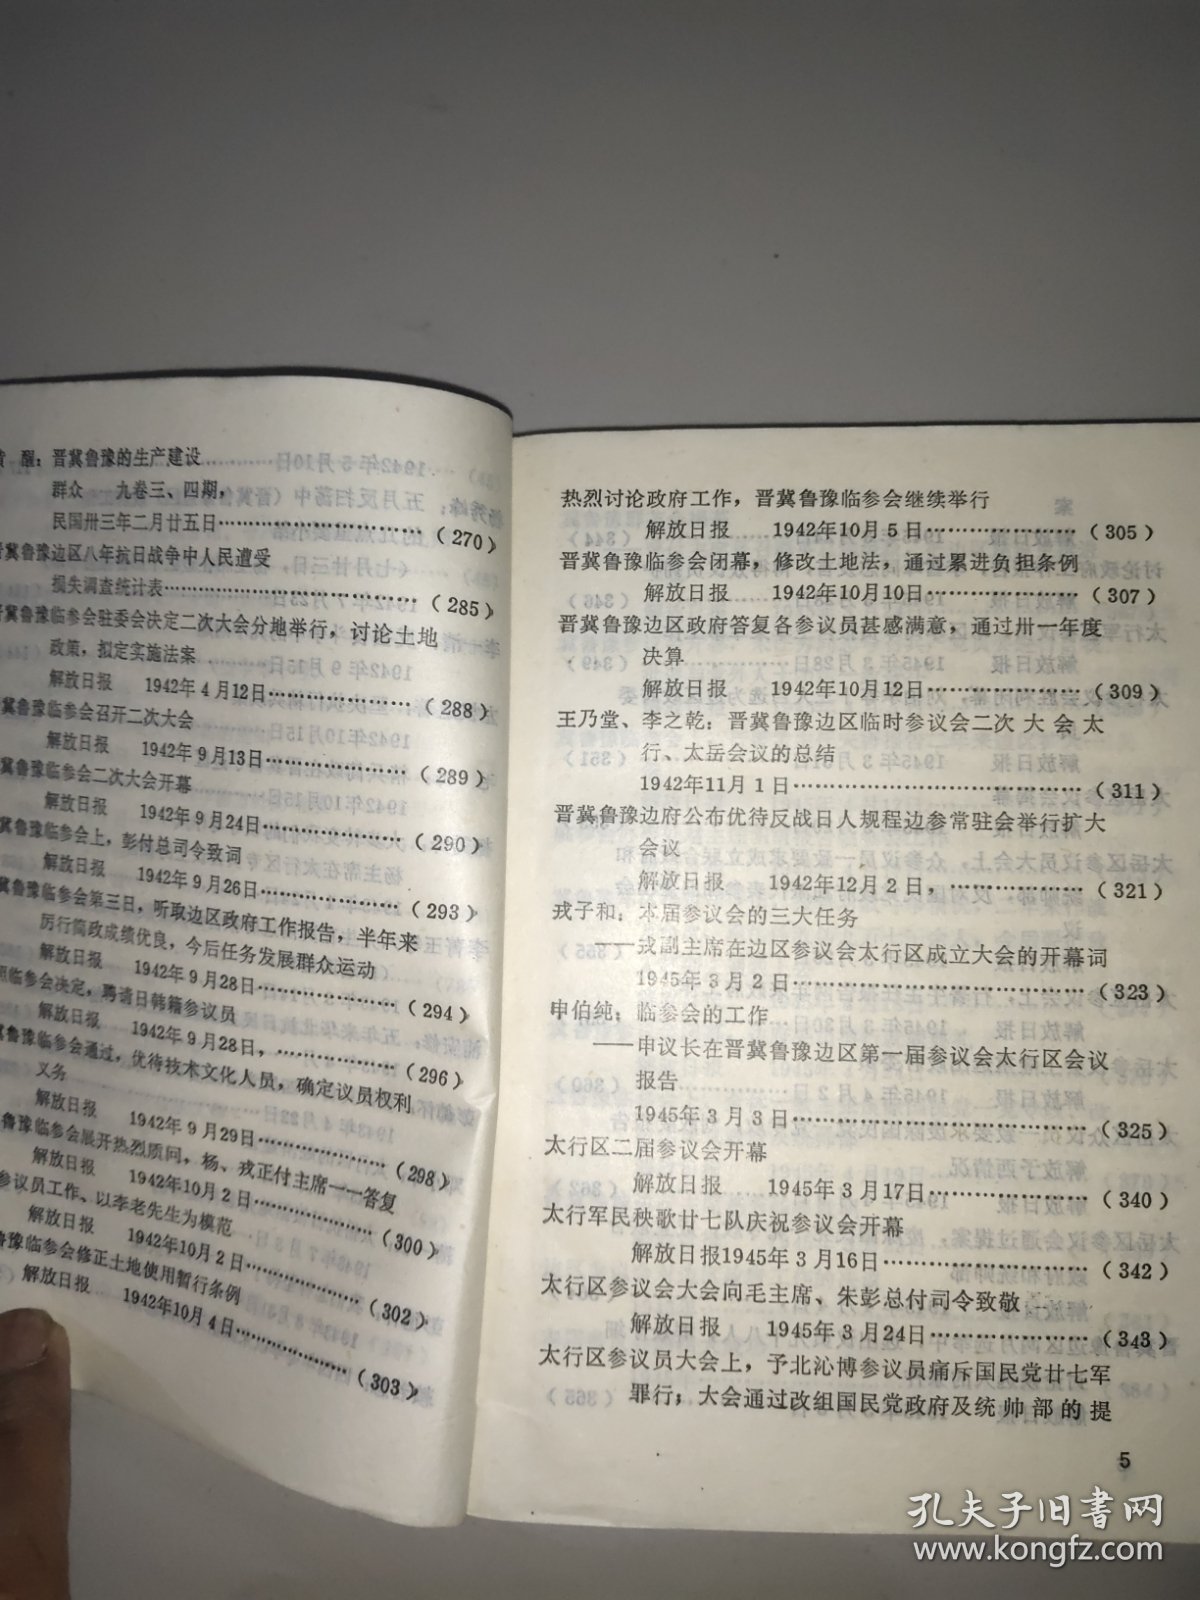 醒：晋冀鲁豫的生产建设
群众 九卷三、四期，
民国卅三年二月廿五日……（270）
晋冀鲁豫边区八年抗日战争中人民遭受
损失调查统计表……（285）
晋冀鲁豫临参会驻委会决定二次大会分地举行，讨论土地
政策，拟定实施法案
解放日报 1942年4月12日……（288）
冀鲁豫临参会召开二次大会
解放日报 1942年9月13日……（289）
冀鲁豫临参会二次大会开幕
解放日报 1942年9月24日……（290）
冀鲁豫临参会上，彭付总司令致词
解放日报 1942年9月26日……（293）
冀鲁豫临参会第三日，听取边区政府工作报告，半年来
厉行简政成绩优良，今后任务发展群众运动
解放日报 1942年9月28日……（294）
临参会决定，聘请日韩籍参议员
解放日报 1942年9月28日，……（296）
冀鲁豫临参会通过，优待技术文化人员，确定议员权利
义务
解放日报 1942年9月29日……（298）
鲁豫临参会展开热烈质问，杨、戎正付主席一一答复
解放日报 1942年10月2日……（300）
参议员工作、以李老先生为模范
解放日报 1942年10月2日……（302）
鲁豫临参会修正土地使用暂行条例
解放日报 1942年10月4日……（303）
热烈讨论政府工作，晋冀鲁豫临参会继续举行
解放日报 1942年10月5日……（305）
晋冀鲁豫临参会闭幕，修改土地法，通过累进负担条例
解放日报 1942年10月10日……（307）
晋冀鲁豫边区政府答复各参议员甚感满意，通过卅一年度
决算
解放日报 1942年10月12日……（309）
王乃堂、李之乾：晋冀鲁豫边区临时参议会二次大会太
行、太岳会议的总结
1942年11月1日……（311）
晋冀鲁豫边府公布优待反战日人规程边参常驻会举行扩大
会议
解放日报 1942年12月2日，……（321）
戎子和：本届参议会的三大任务
——戎副主席在边区参议会太行区成立大会的开幕词
1945年3月2日……（323）
申伯纯：临参会的工作
——申议长在晋冀鲁豫边区第一届参议会太行区会议
报告
1945年3月3日……（325）
太行区二届参议会开幕
解放日报 1945年3月17日……（340）
太行军民秧歌廿七队庆祝参议会开幕
解放日报1945年3月16日……（342）
太行区参议会大会向毛主席、朱彭总付司令致敬
解放日报 1945年3月24日……（343）
太行区参议员大会上，予北沁博参议员痛斥国民党廿七军
罪行；大会通过改组国民党政府及统帅部的提
5
孔夫子旧书网
www.kongfz.com